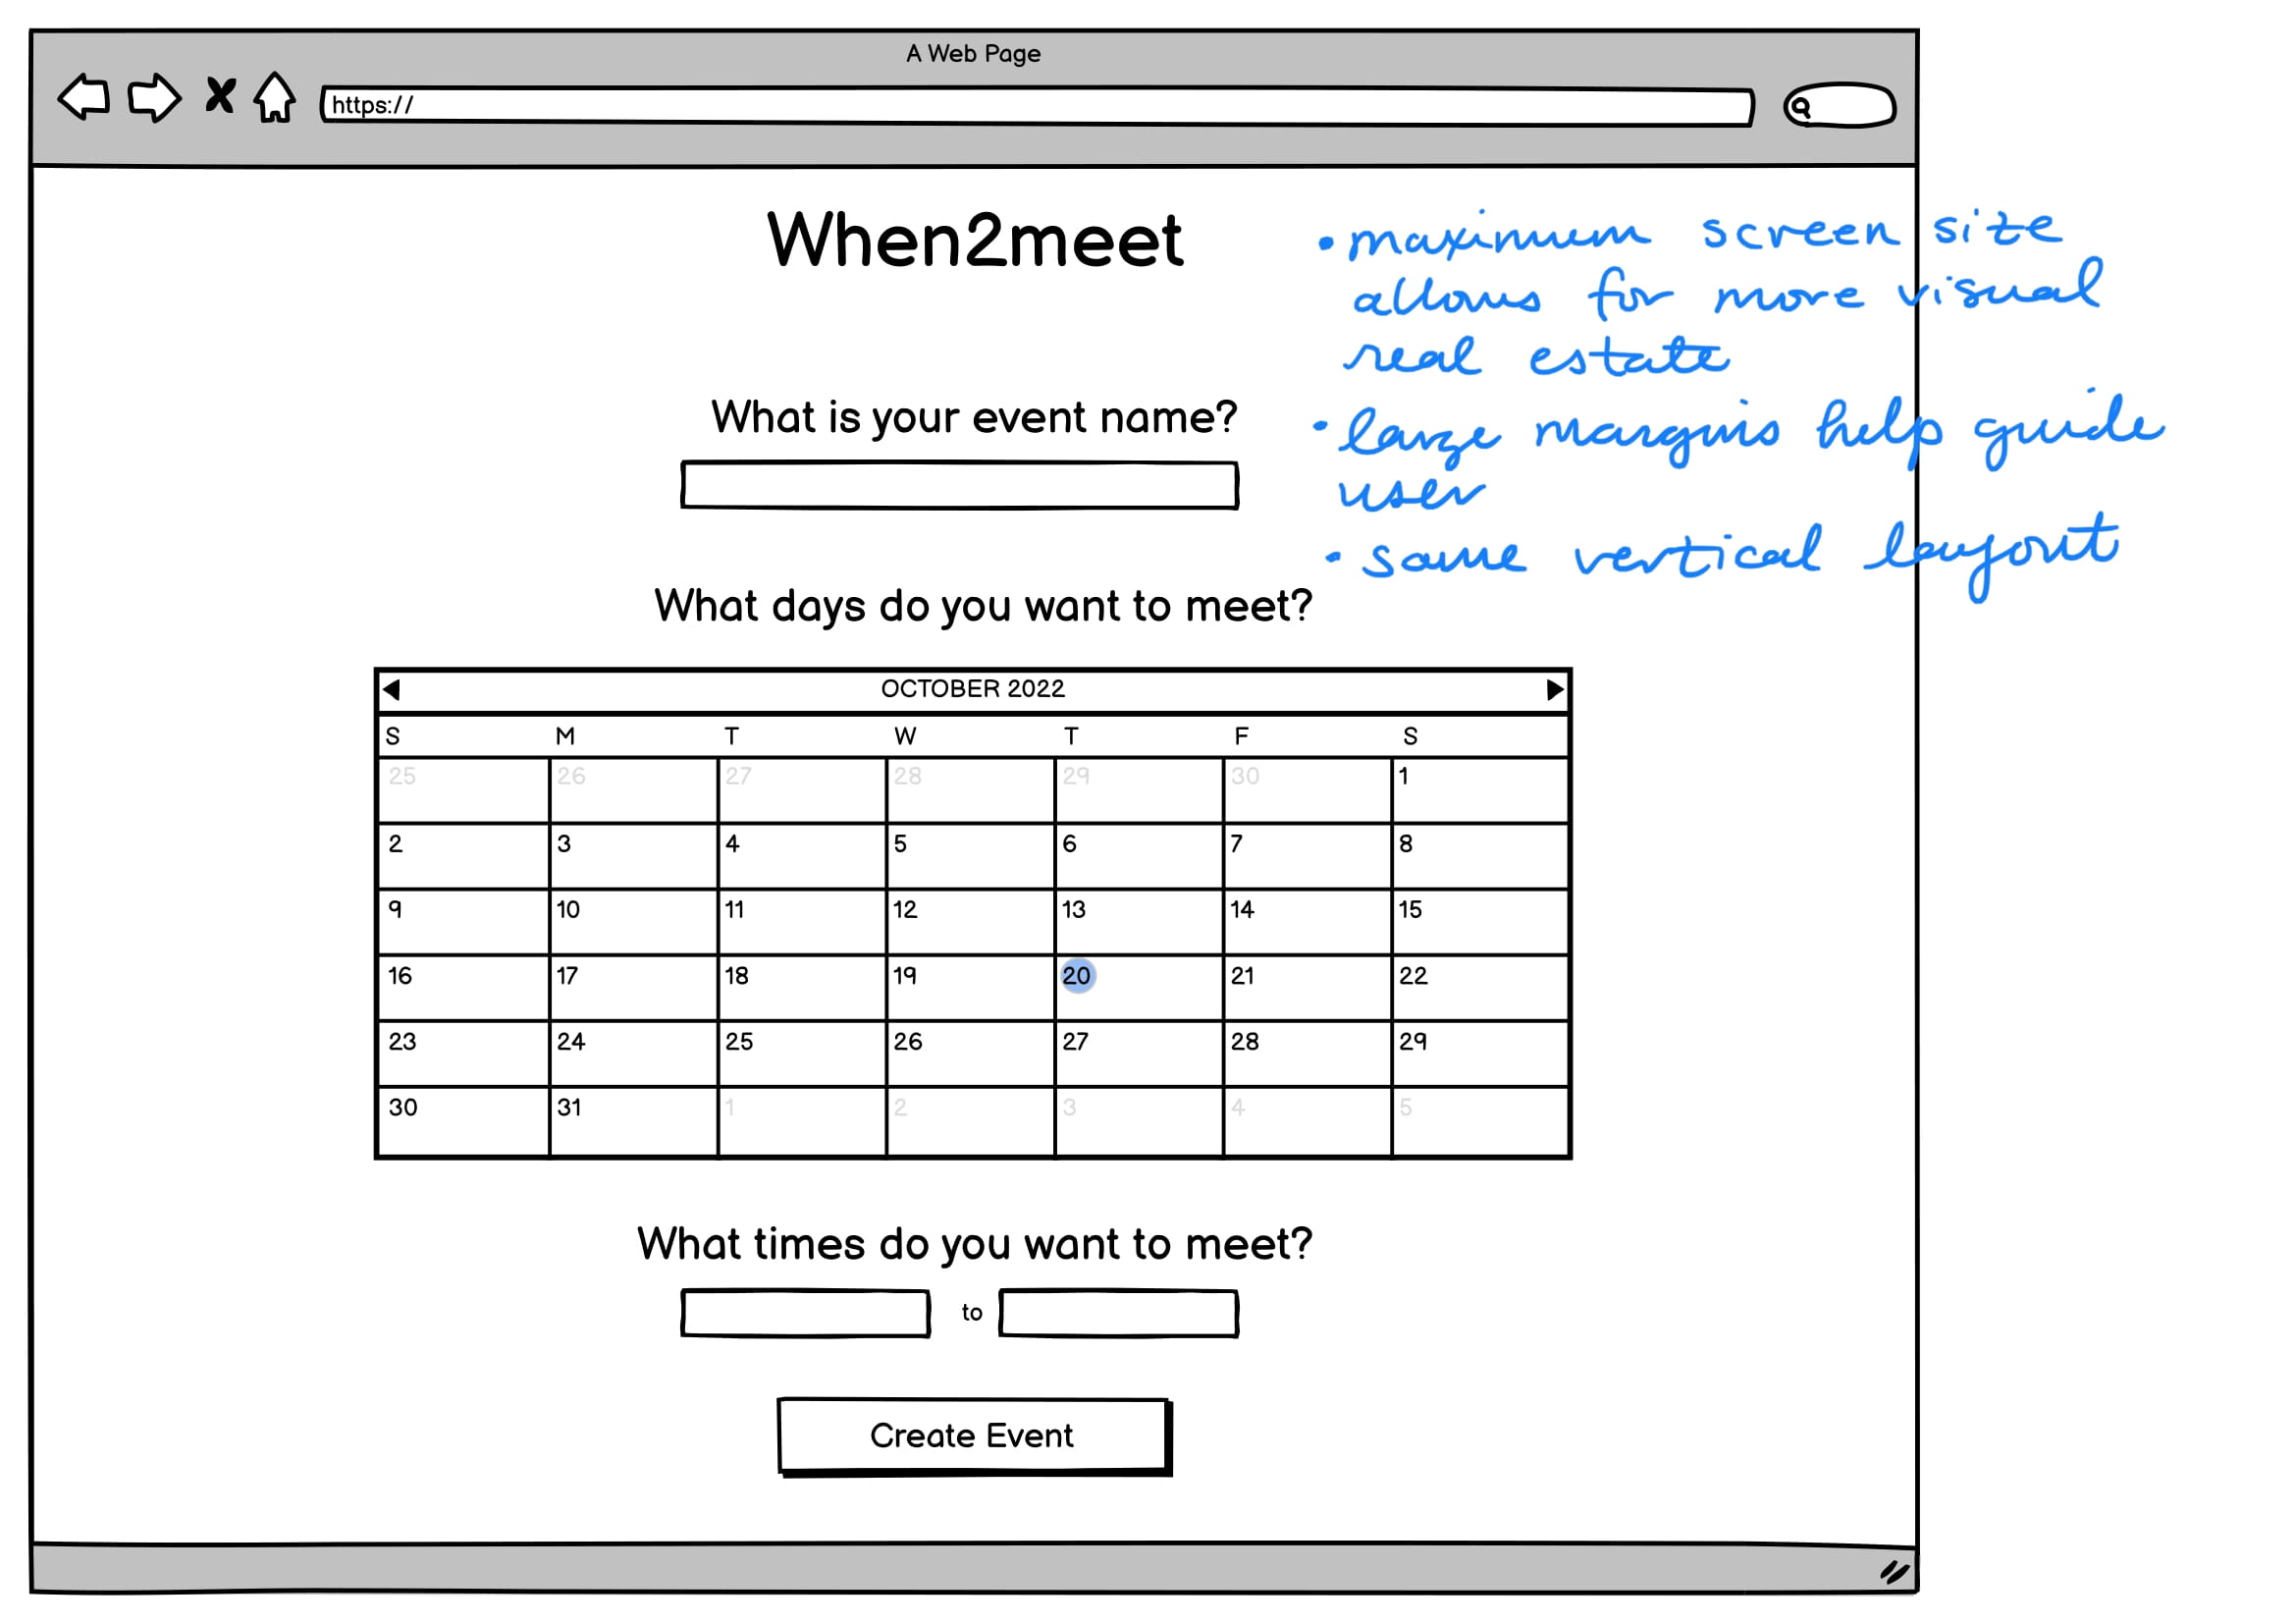 A Web Page
https://
When2meet
• maximum screen size
allows for more visual
real estate
• large margins help guide
user
• same vertical layout
What is your event name?
What days do you want to meet?
OCTOBER 2022
S M T W T F S
25 26 27 28 29 30 1
2 3 4 5 6 7 8
9 10 11 12 13 14 15
16 17 18 19 20 21 22
23 24 25 26 27 28 29
30 31 1 2 3 4 5
What times do you want to meet?
to
Create Event